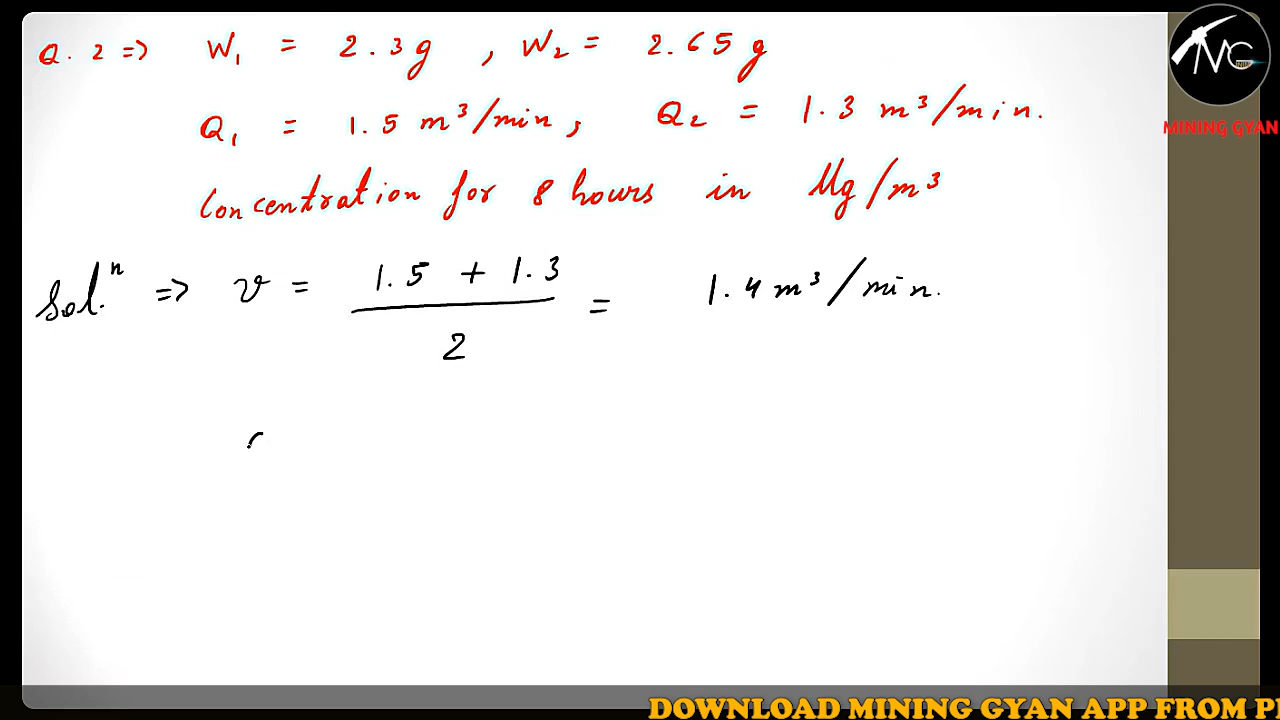 Q. 2 => W₁ = 2.3g , W₂ = 2.65g
Q₁ = 1.5 m³/min, Q₂ = 1.3 m³/min.
Concentration for 8 hours in Mg/m³
Sol.ⁿ => v = 1.5 + 1.3 / 2 = 1.4 m³/min.
MG
MINING GYAN
DOWNLOAD MINING GYAN APP FROM